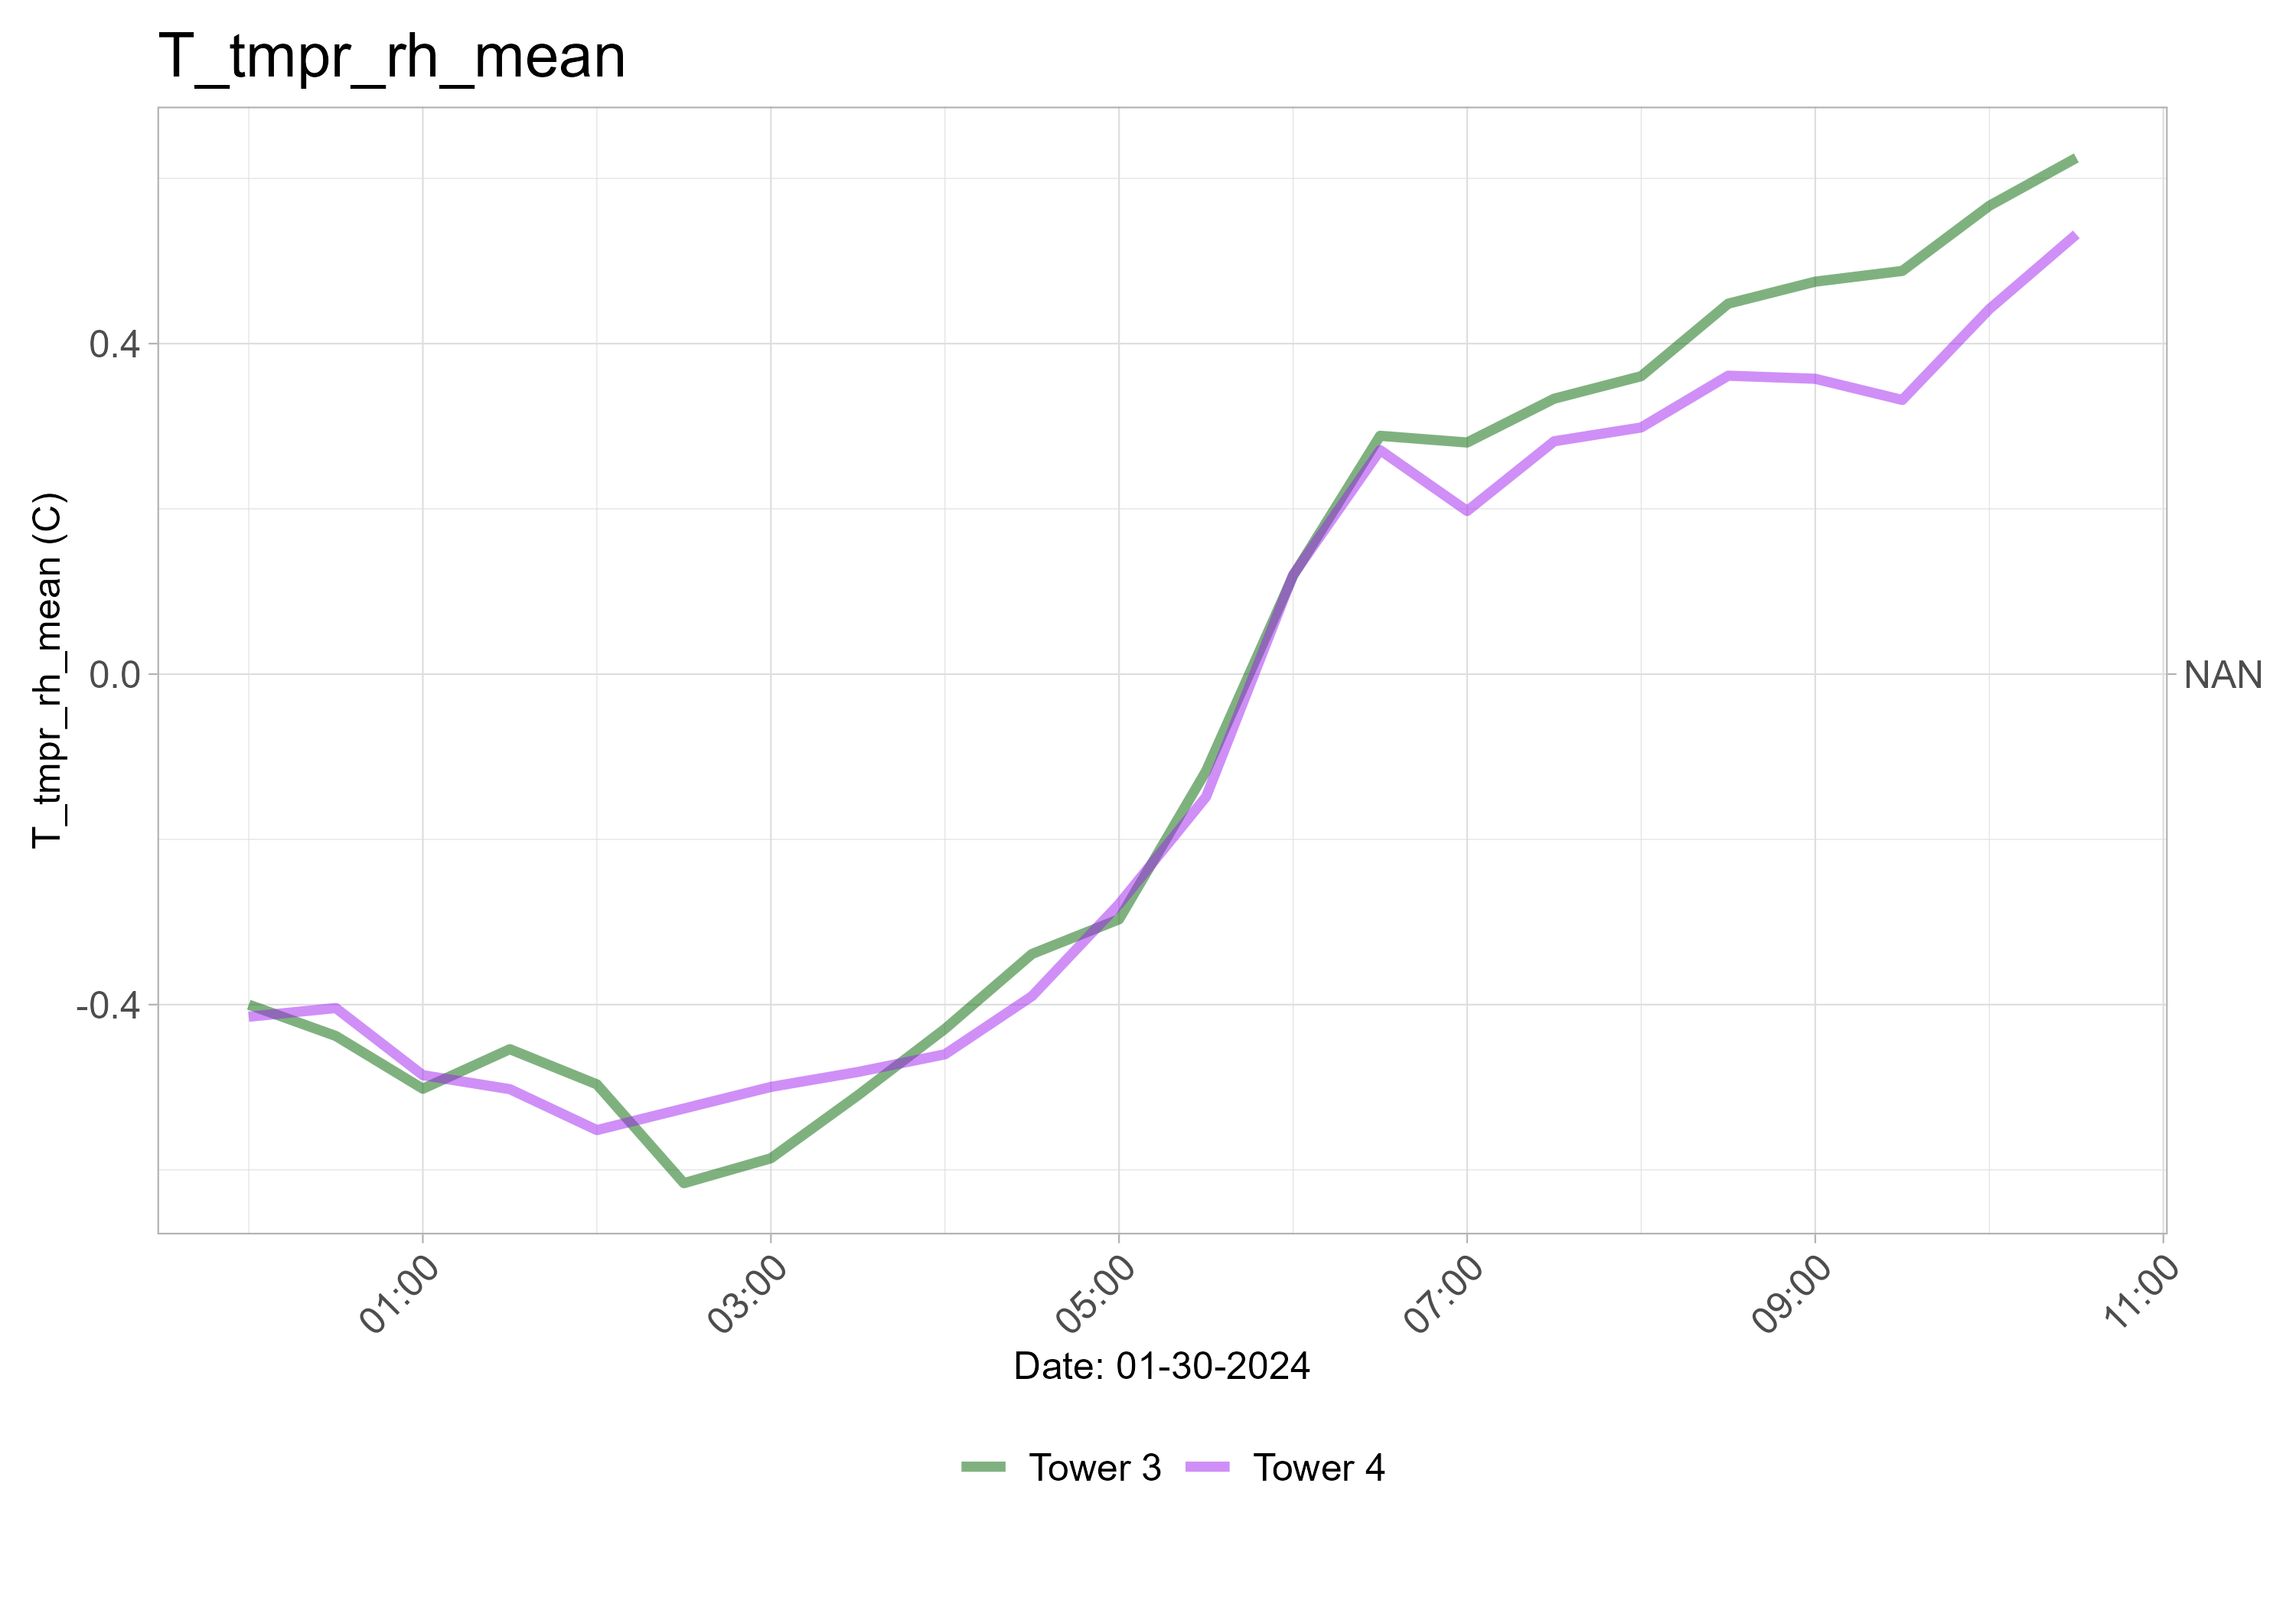 T_tmpr_rh_mean
T_tmpr_rh_mean (C)
0.4
0.0
-0.4
NAN
01:00
03:00
05:00
07:00
09:00
11:00
Date: 01-30-2024
Tower 3
Tower 4